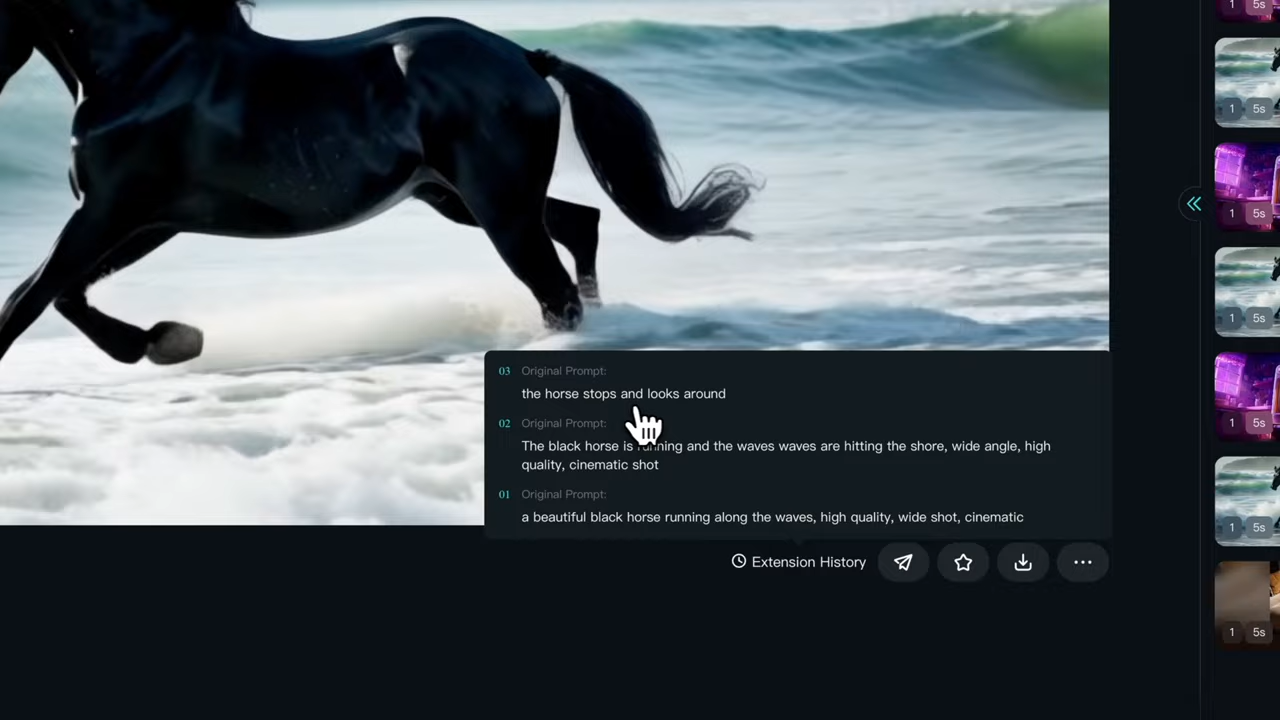 03 Original Prompt:
the horse stops and looks around
02 Original Prompt:
The black horse is running and the waves waves are hitting the shore, wide angle, high
quality, cinematic shot
01 Original Prompt:
a beautiful black horse running along the waves, high quality, wide shot, cinematic
Extension History
1 5s
1 5s
1 5s
1 5s
1 5s
1 5s
1 5s